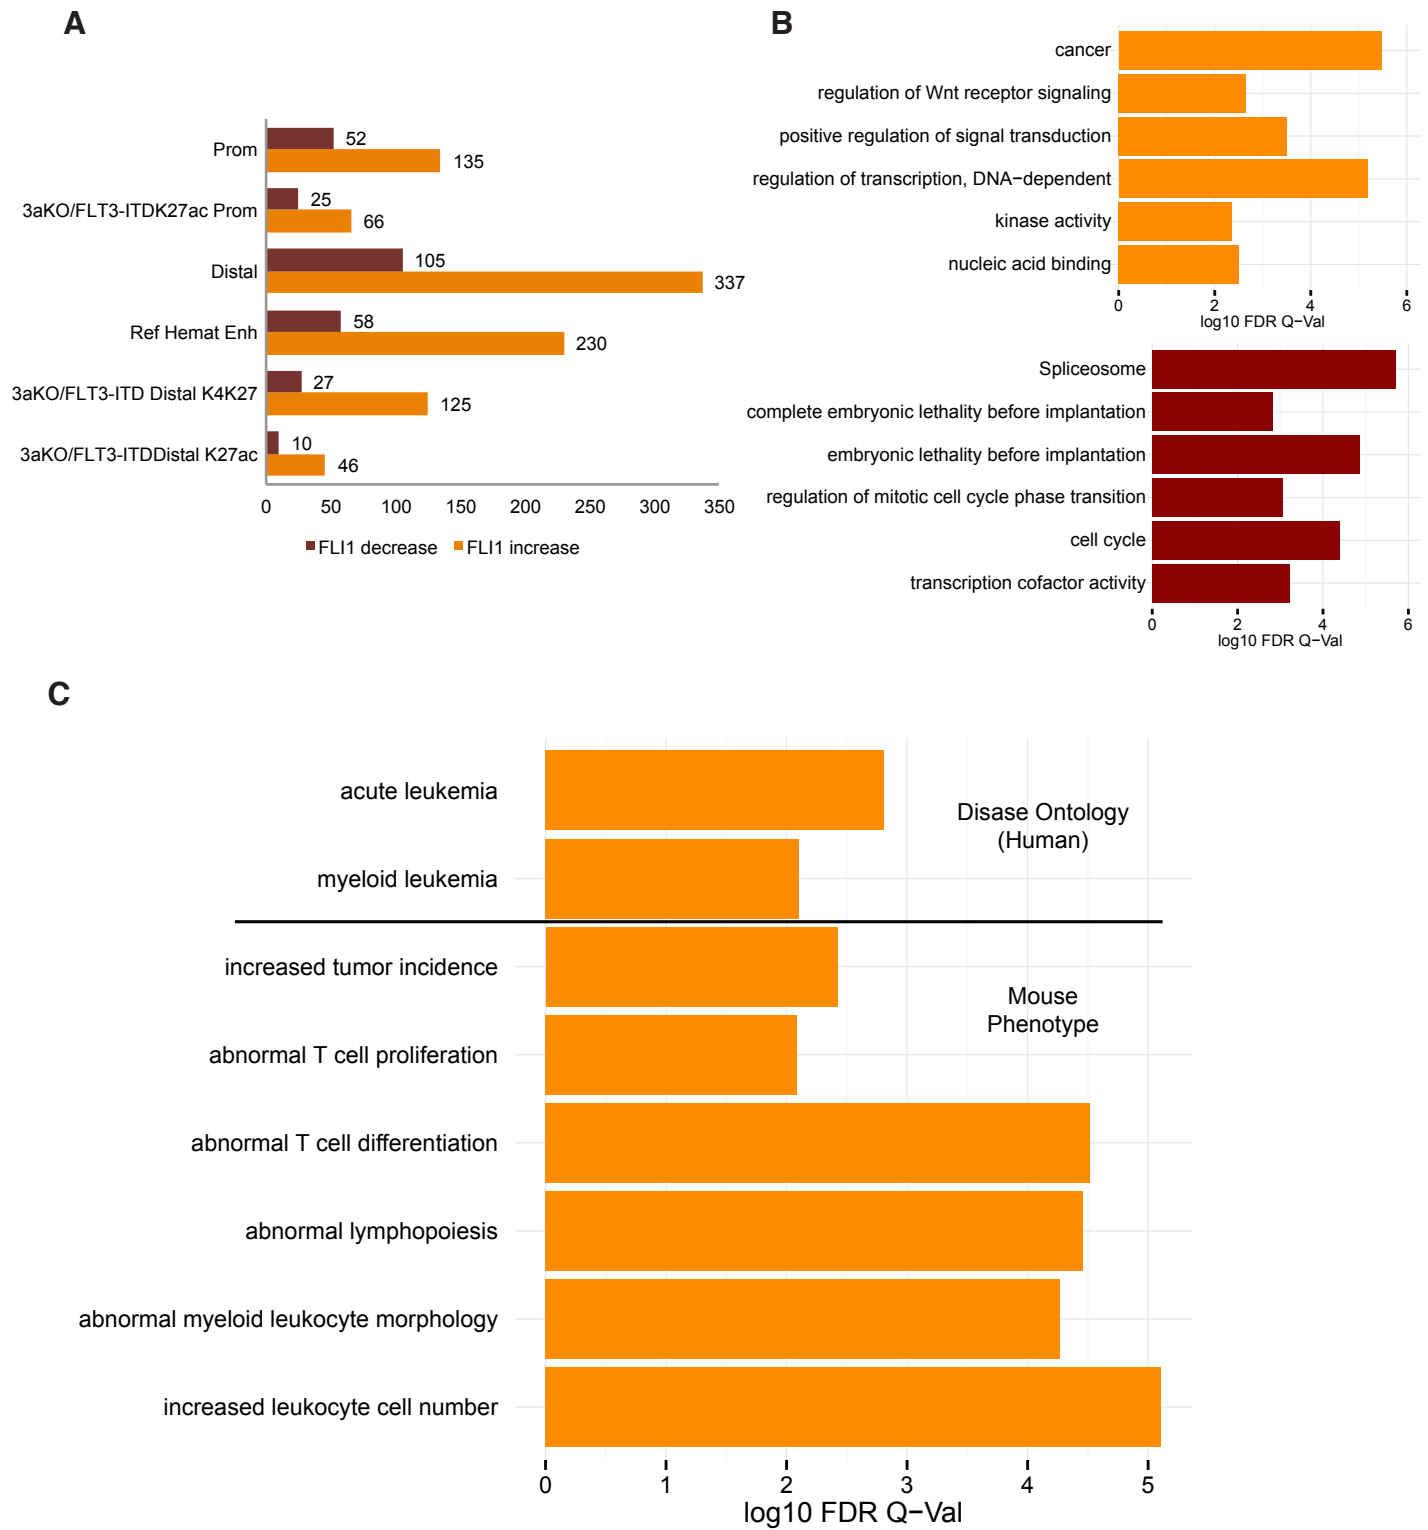 A
Prom
52
135
3aKO/FLT3-ITDK27ac Prom
25
66
Distal
105
337
Ref Hemat Enh
58
230
3aKO/FLT3-ITD Distal K4K27
27
125
3aKO/FLT3-ITDDistal K27ac
10
46
0 50 100 150 200 250 300 350
FLI1 decrease FLI1 increase
B
cancer
regulation of Wnt receptor signaling
positive regulation of signal transduction
regulation of transcription, DNA−dependent
kinase activity
nucleic acid binding
0 2 4 6
log10 FDR Q−Val
Spliceosome
complete embryonic lethality before implantation
embryonic lethality before implantation
regulation of mitotic cell cycle phase transition
cell cycle
transcription cofactor activity
0 2 4 6
log10 FDR Q−Val
C
acute leukemia
Disase Ontology
(Human)
myeloid leukemia
increased tumor incidence
Mouse
Phenotype
abnormal T cell proliferation
abnormal T cell differentiation
abnormal lymphopoiesis
abnormal myeloid leukocyte morphology
increased leukocyte cell number
0 1 2 3 4 5
log10 FDR Q−Val